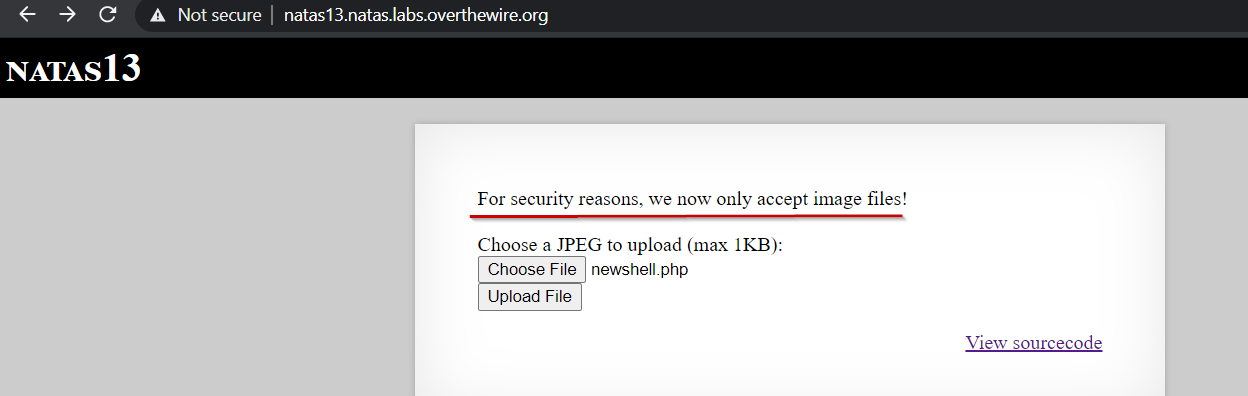 Not secure | natas13.natas.labs.overthewire.org
NATAS13
For security reasons, we now only accept image files!
Choose a JPEG to upload (max 1KB):
Choose File newshell.php
Upload File
View sourcecode